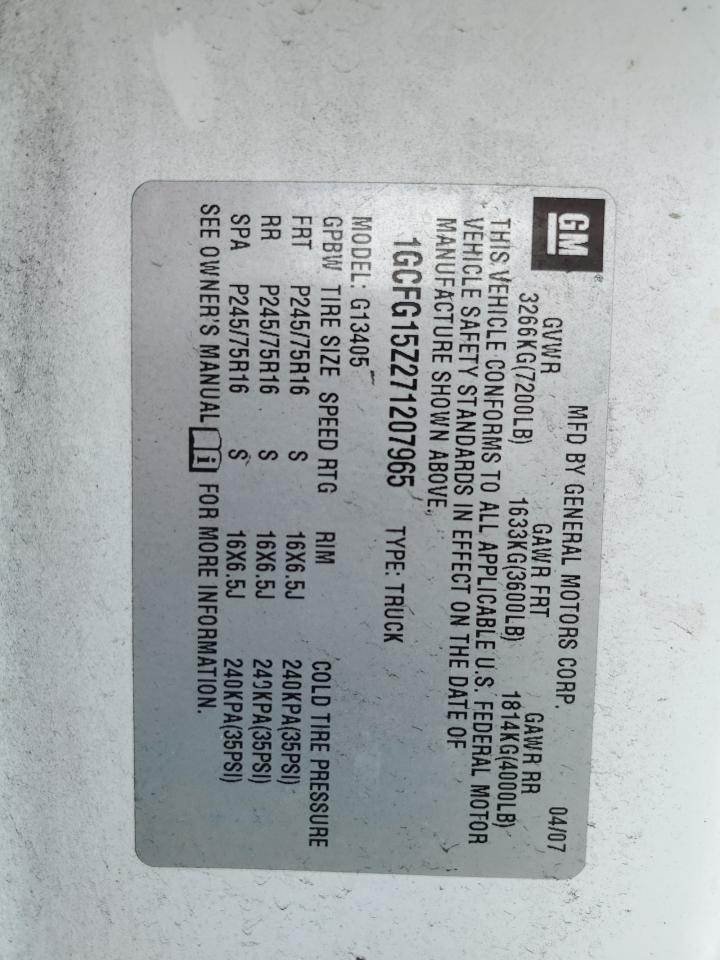 GM® MFD BY GENERAL MOTORS CORP. 04/07
GVWR GAWR FRT GAWR RR
3266KG(7200LB) 1633KG(3600LB) 1814KG(4000LB)
THIS VEHICLE CONFORMS TO ALL APPLICABLE U.S. FEDERAL MOTOR
VEHICLE SAFETY STANDARDS IN EFFECT ON THE DATE OF
MANUFACTURE SHOWN ABOVE.
1GCFG15Z271207965 TYPE: TRUCK
MODEL: G13405
GPBW TIRE SIZE SPEED RTG RIM COLD TIRE PRESSURE
FRT P245/75R16 S 16X6.5J 240KPA(35PSI)
RR P245/75R16 S 16X6.5J 240KPA(35PSI)
SPA P245/75R16 S 16X6.5J 240KPA(35PSI)
SEE OWNER'S MANUAL i FOR MORE INFORMATION.